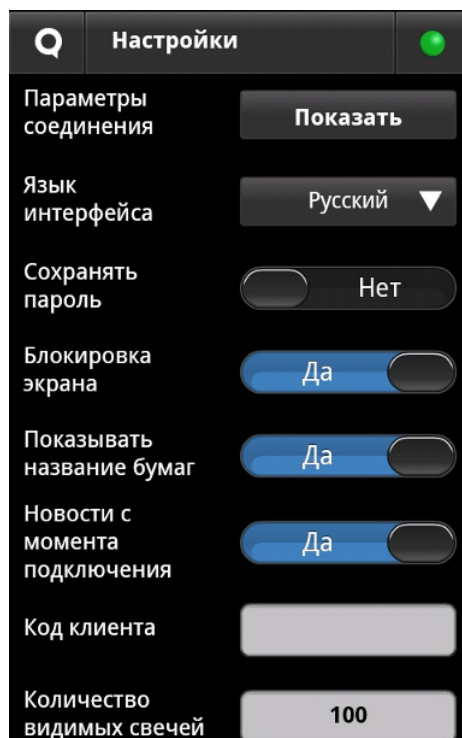 Настройки
Параметры
соединения
Показать
Язык
интерфейса
Русский
Сохранять
пароль
Нет
Блокировка
экрана
Да
Показывать
название бумаг
Да
Новости с
момента
подключения
Да
Код клиента
Количество
видимых свечей
100